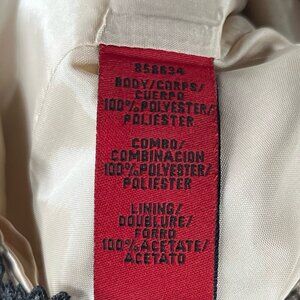 858634
BODY/CORPS/
CUERPO
100%POLYESTER/
POLIESTER
COMBO/
COMBINACION
100%POLYESTER/
POLIESTER
LINING/
DOUBLURE/
FORRO
100%ACETATE/
ACETATO